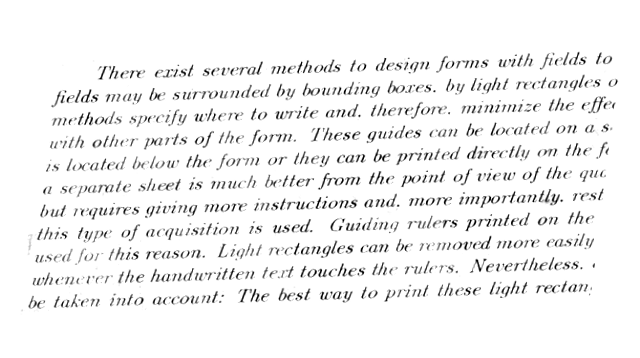 There exist several methods to design forms with fields to
fields may be surrounded by bounding boxes, by light rectangles o
methods specify where to write and, therefore, minimize the effe
with other parts of the form. These guides can be located on a s
is located below the form or they can be printed directly on the f
a separate sheet is much better from the point of view of the qua
but requires giving more instructions and, more importantly, rest
this type of acquisition is used. Guiding rulers printed on the
used for this reason. Light rectangles can be removed more easily
whenever the handwritten text touches the rulers. Nevertheless,
be taken into account: The best way to print these light rectan